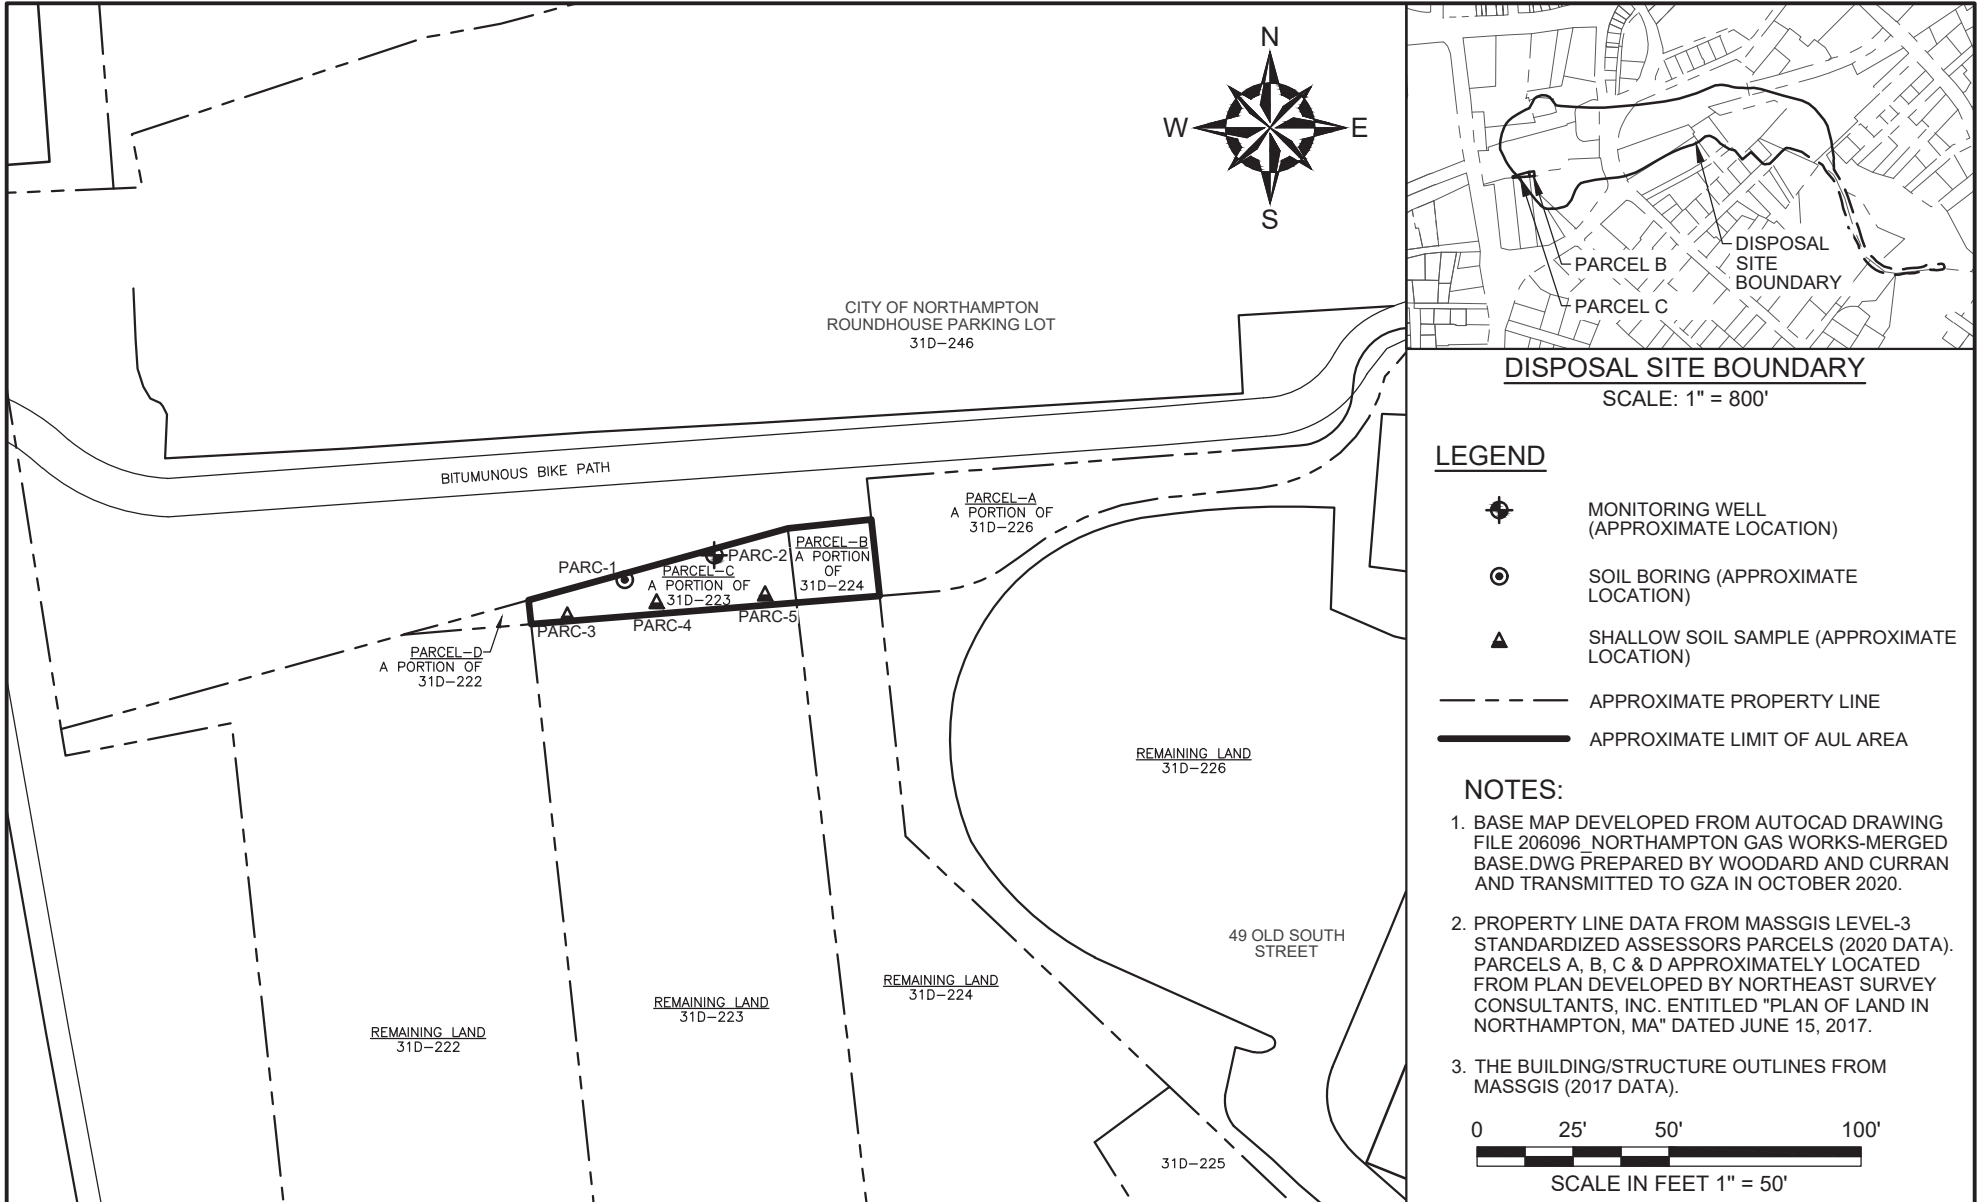 N
W
E
S
CITY OF NORTHAMPTON
ROUNDHOUSE PARKING LOT
31D-246
BITUMUNOUS BIKE PATH
PARCEL-A
A PORTION OF
31D-226
PARCEL-B
A PORTION
OF
31D-224
PARC-1
PARC-2
PARCEL-C
A PORTION OF
31D-223
PARC-3
PARC-4
PARC-5
PARCEL-D
A PORTION OF
31D-222
REMAINING LAND
31D-226
49 OLD SOUTH
STREET
REMAINING LAND
31D-224
REMAINING LAND
31D-223
REMAINING LAND
31D-222
31D-225
PARCEL B
PARCEL C
DISPOSAL
SITE
BOUNDARY
DISPOSAL SITE BOUNDARY
SCALE: 1" = 800'
LEGEND
MONITORING WELL
(APPROXIMATE LOCATION)
SOIL BORING (APPROXIMATE
LOCATION)
SHALLOW SOIL SAMPLE (APPROXIMATE
LOCATION)
APPROXIMATE PROPERTY LINE
APPROXIMATE LIMIT OF AUL AREA
NOTES:
1. BASE MAP DEVELOPED FROM AUTOCAD DRAWING
FILE 206096_NORTHAMPTON GAS WORKS-MERGED
BASE.DWG PREPARED BY WOODARD AND CURRAN
AND TRANSMITTED TO GZA IN OCTOBER 2020.
2. PROPERTY LINE DATA FROM MASSGIS LEVEL-3
STANDARDIZED ASSESSORS PARCELS (2020 DATA).
PARCELS A, B, C & D APPROXIMATELY LOCATED
FROM PLAN DEVELOPED BY NORTHEAST SURVEY
CONSULTANTS, INC. ENTITLED "PLAN OF LAND IN
NORTHAMPTON, MA" DATED JUNE 15, 2017.
3. THE BUILDING/STRUCTURE OUTLINES FROM
MASSGIS (2017 DATA).
0 25' 50' 100'
SCALE IN FEET 1" = 50'